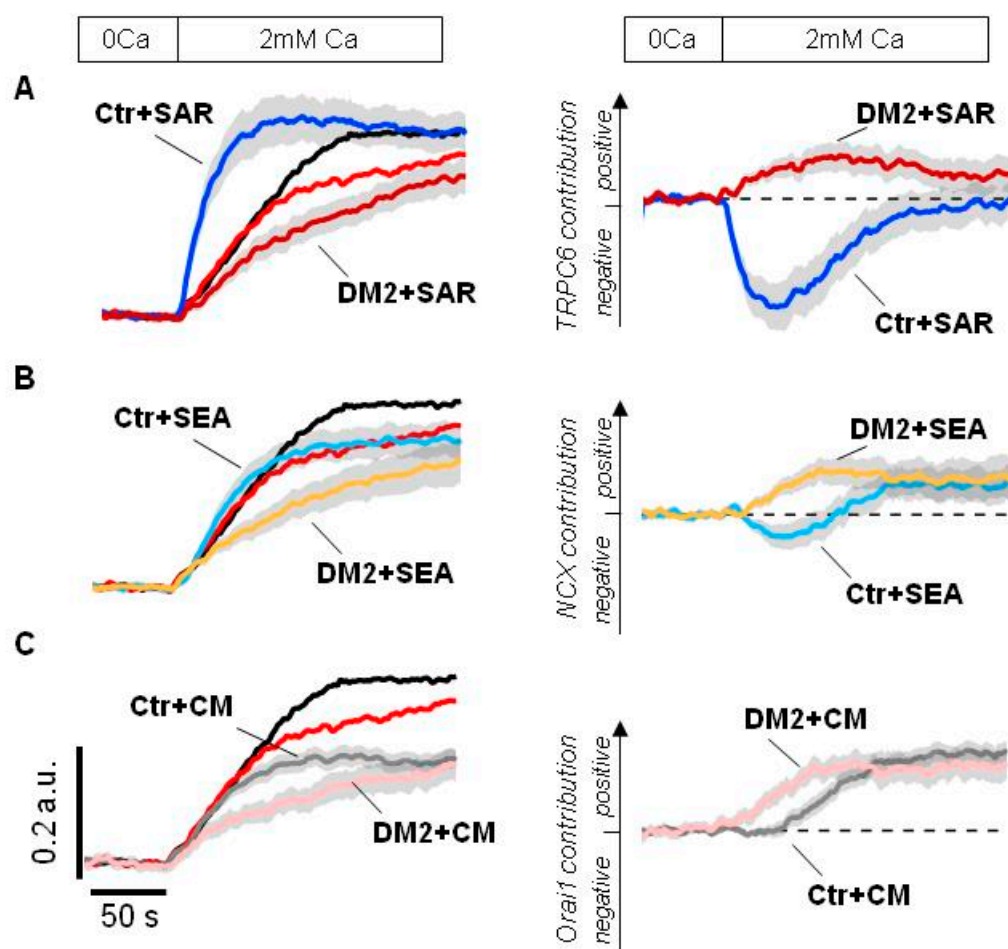 0Ca 2mM Ca 0Ca 2mM Ca
A
Ctr+SAR
DM2+SAR
TRPC6 contribution
negative positive
DM2+SAR
Ctr+SAR
B
Ctr+SEA
DM2+SEA
NCX contribution
negative positive
DM2+SEA
Ctr+SEA
C
Ctr+CM
DM2+CM
0.2 a.u.
50 s
Orai1 contribution
negative positive
DM2+CM
Ctr+CM